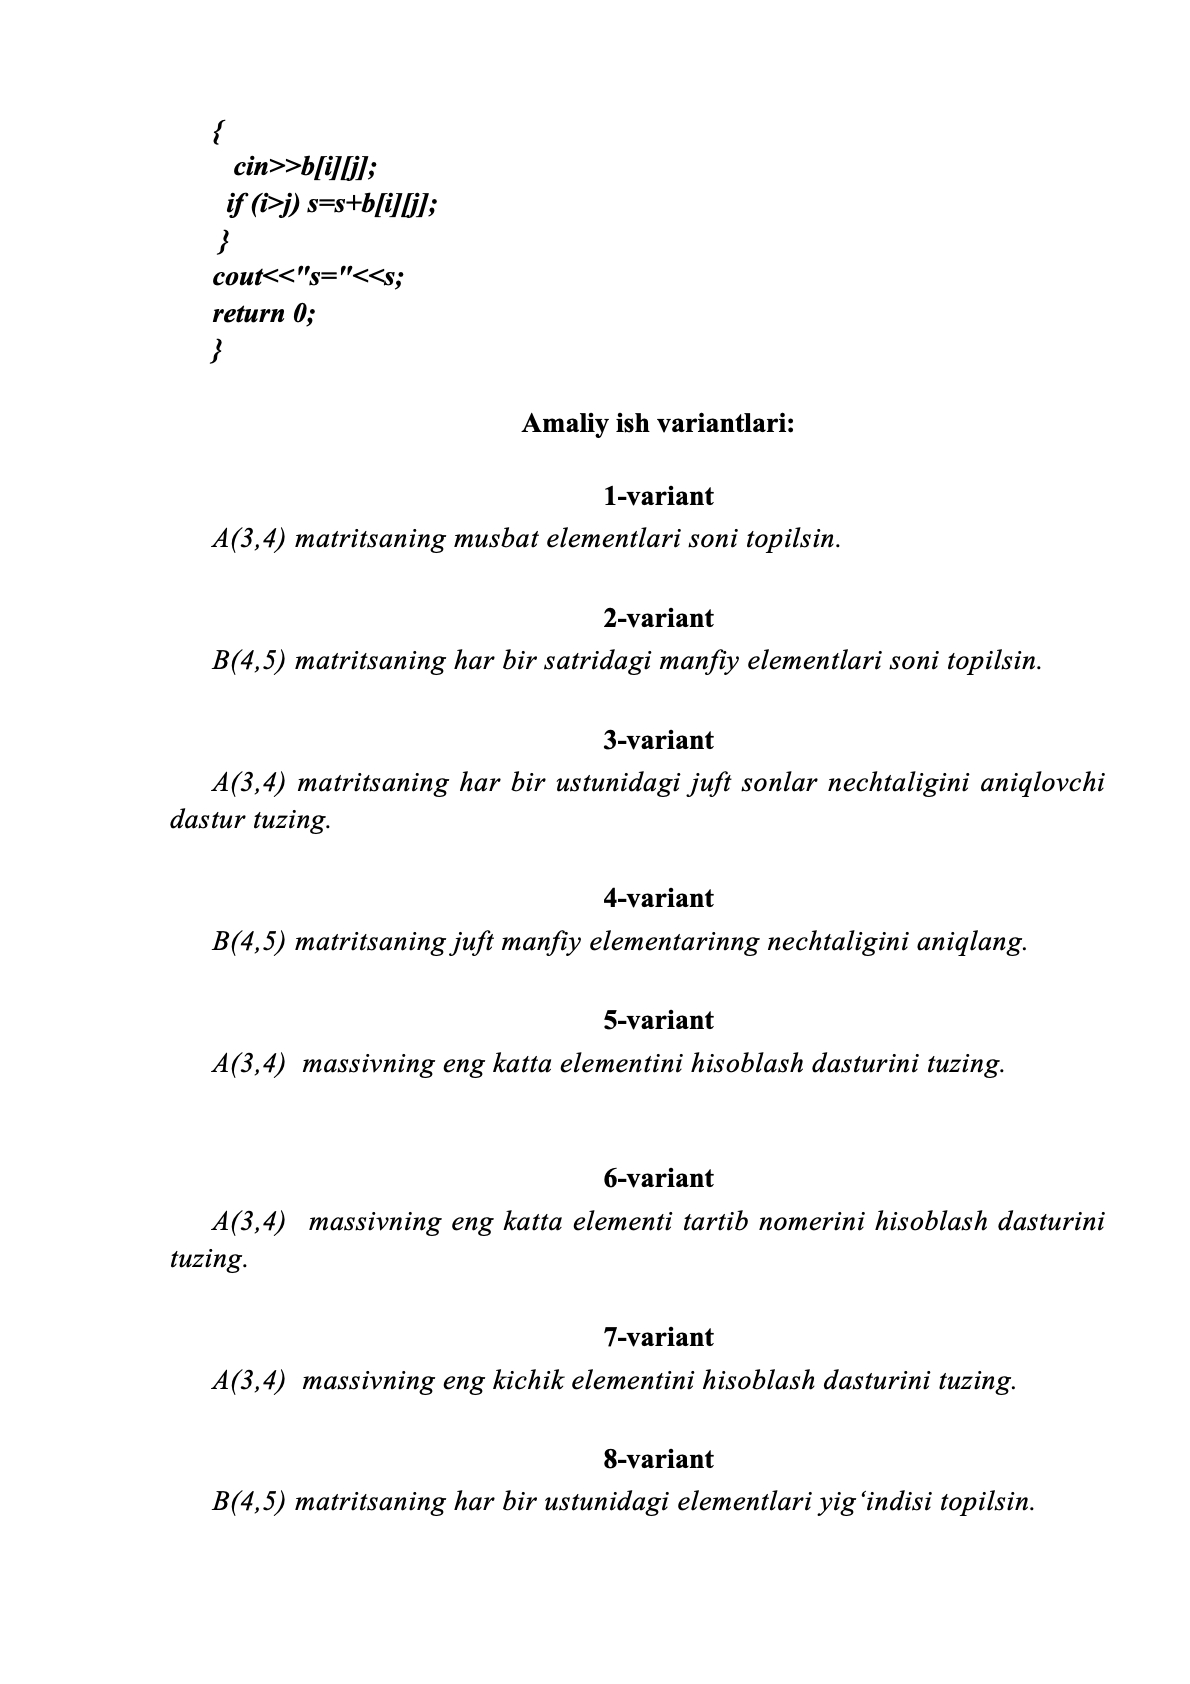 {
cin>>b[i][j];
if (i>j) s=s+b[i][j];
}
cout<<"s="<<s;
return 0;
}
Amaliy ish variantlari:
1-variant
A(3,4) matritsaning musbat elementlari soni topilsin.
2-variant
B(4,5) matritsaning har bir satridagi manfiy elementlari soni topilsin.
3-variant
A(3,4) matritsaning har bir ustunidagi juft sonlar nechtaligini aniqlovchi
dastur tuzing.
4-variant
B(4,5) matritsaning juft manfiy elementarinng nechtaligini aniqlang.
5-variant
A(3,4) massivning eng katta elementini hisoblash dasturini tuzing.
6-variant
A(3,4) massivning eng katta elementi tartib nomerini hisoblash dasturini
tuzing.
7-variant
A(3,4) massivning eng kichik elementini hisoblash dasturini tuzing.
8-variant
B(4,5) matritsaning har bir ustunidagi elementlari yig‘indisi topilsin.